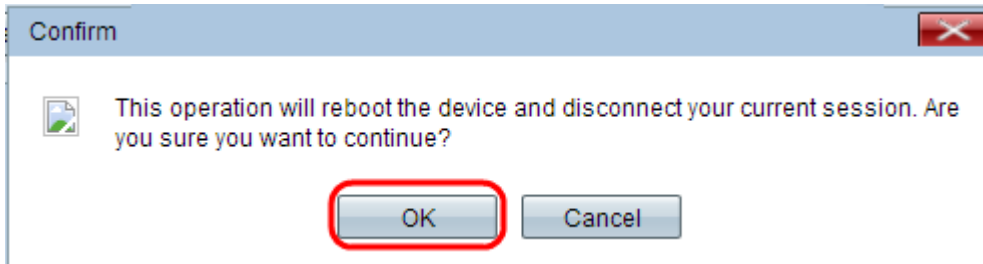 Confirm
This operation will reboot the device and disconnect your current session. Are
you sure you want to continue?
OK
Cancel